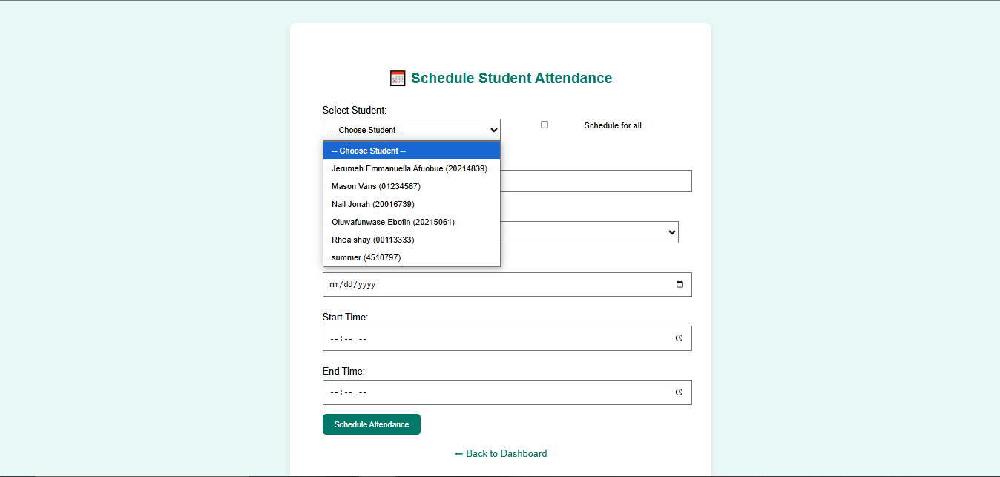 Schedule Student Attendance
Select Student:
-- Choose Student --
Schedule for all
-- Choose Student --
Jerumeh Emmanuella Afuobue (20214839)
Mason Vans (01234567)
Nail Jonah (20016739)
Oluwafunwase Ebofin (20215061)
Rhea shay (00113333)
summer (4510797)
mm/dd/yyyy
Start Time:
--:-- --
End Time:
--:-- --
Schedule Attendance
← Back to Dashboard